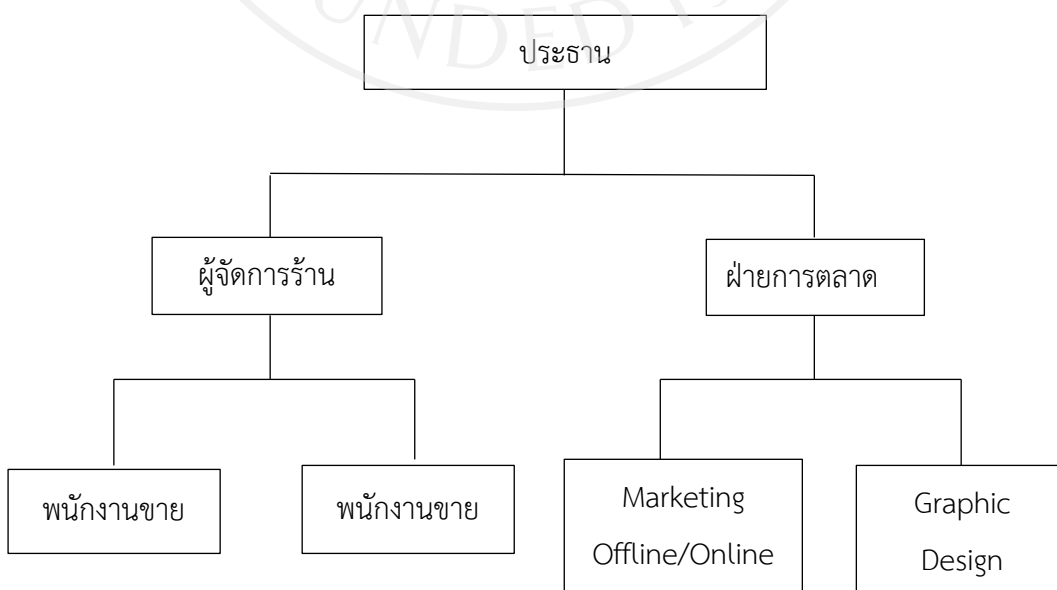 UNDED
ประธาน
ผู้จัดการร้าน
ฝ่ายการตลาด
พนักงานขาย
พนักงานขาย
Marketing
Offline/Online
Graphic
Design